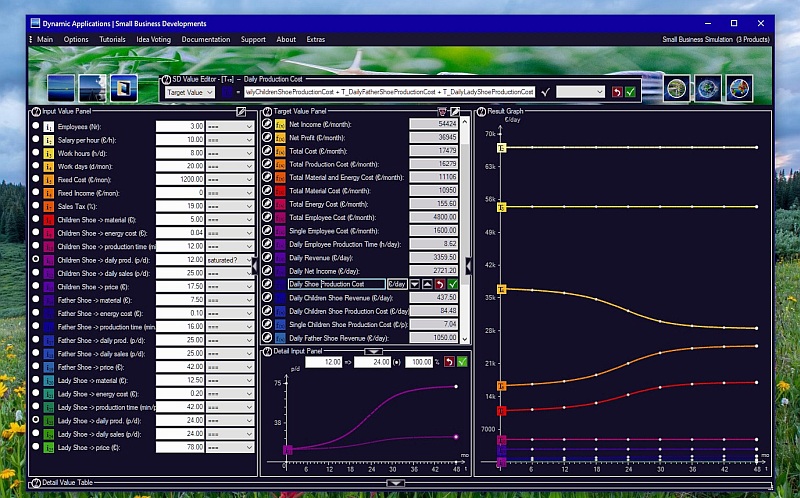 Dynamic Applications | Small Business Developments
Main Options Tutorials Idea Voting Documentation Support About Extras
Small Business Simulation (3 Products)
Daily Production Cost
Target Value
ailyChildrenShoeProductionCost + T_DailyFatherShoeProductionCost + T_DailyLadyShoeProductionCost
Input Value Panel
Employees (Nr): 3.00 ===
Salary per hour (€/h): 10.00 ===
Work hours (h/d): 8.00 ===
Work days (d/mon): 20.00 ===
Fixed Cost (€/mon): 1200.00 ===
Fixed Income (€/mon): 0 ===
Sales Tax (%): 19.00 ===
Children Shoe -> material (€): 5.00 ===
Children Shoe -> energy cost (€): 0.04 ===
Children Shoe -> production time (min 12.00 ===
Children Shoe -> daily prod. (p/d): 12.00 saturated?
Children Shoe -> daily sales (p/d): 25.00 ===
Children Shoe -> price (€): 25.00 ===
Father Shoe -> material (€): 7.50 ===
Father Shoe -> energy cost (€): 0.10 ===
Father Shoe -> production time (min/ 16.00 ===
Father Shoe -> daily prod. (p/d): 25.00 ===
Father Shoe -> daily sales (p/d): 25.00 ===
Father Shoe -> price (€): 42.00 ===
Lady Shoe -> material (€): 12.50 ===
Lady Shoe -> energy cost (€): 0.20 ===
Lady Shoe -> production time (min/p 42.00 ===
Lady Shoe -> daily prod. (p/d): 24.00 ===
Lady Shoe -> daily sales (p/d): 24.00 ===
Lady Shoe -> price (€): 78.00 ===
Target Value Panel
Net Income (€/month): 54424
Net Profit (€/month): 36945
Total Cost (€/month): 17479
Total Production Cost (€/month): 16279
Total Material and Energy Cost (€/month): 11106
Total Material Cost (€/month): 10950
Total Energy Cost (€/month): 155.60
Total Employee Cost (€/month): 4800.00
Single Employee Cost (€/month): 1600.00
Daily Employee Production Time (h/day): 8.62
Daily Revenue (€/day): 3359.50
Daily Net Income (€/day): 2721.20
Daily Shoe Production Cost €/day
Daily Children Shoe Revenue (€/day): 437.50
Daily Children Shoe Production Cost (€/day): 84.48
Single Children Shoe Production Cost (€/p): 7.04
Daily Father Shoe Revenue (€/day): 1050.00
Detail Input Panel
12.00 => 24.00 (●) 100.00 %
p/d
75
38
mo
0 6 12 18 24 30 36 42 48
Result Graph
€/day
70k
56k
49k
42k
35k
28k
21k
14k
7000
mo
0 6 12 18 24 30 36 42 48
Detail Value Table